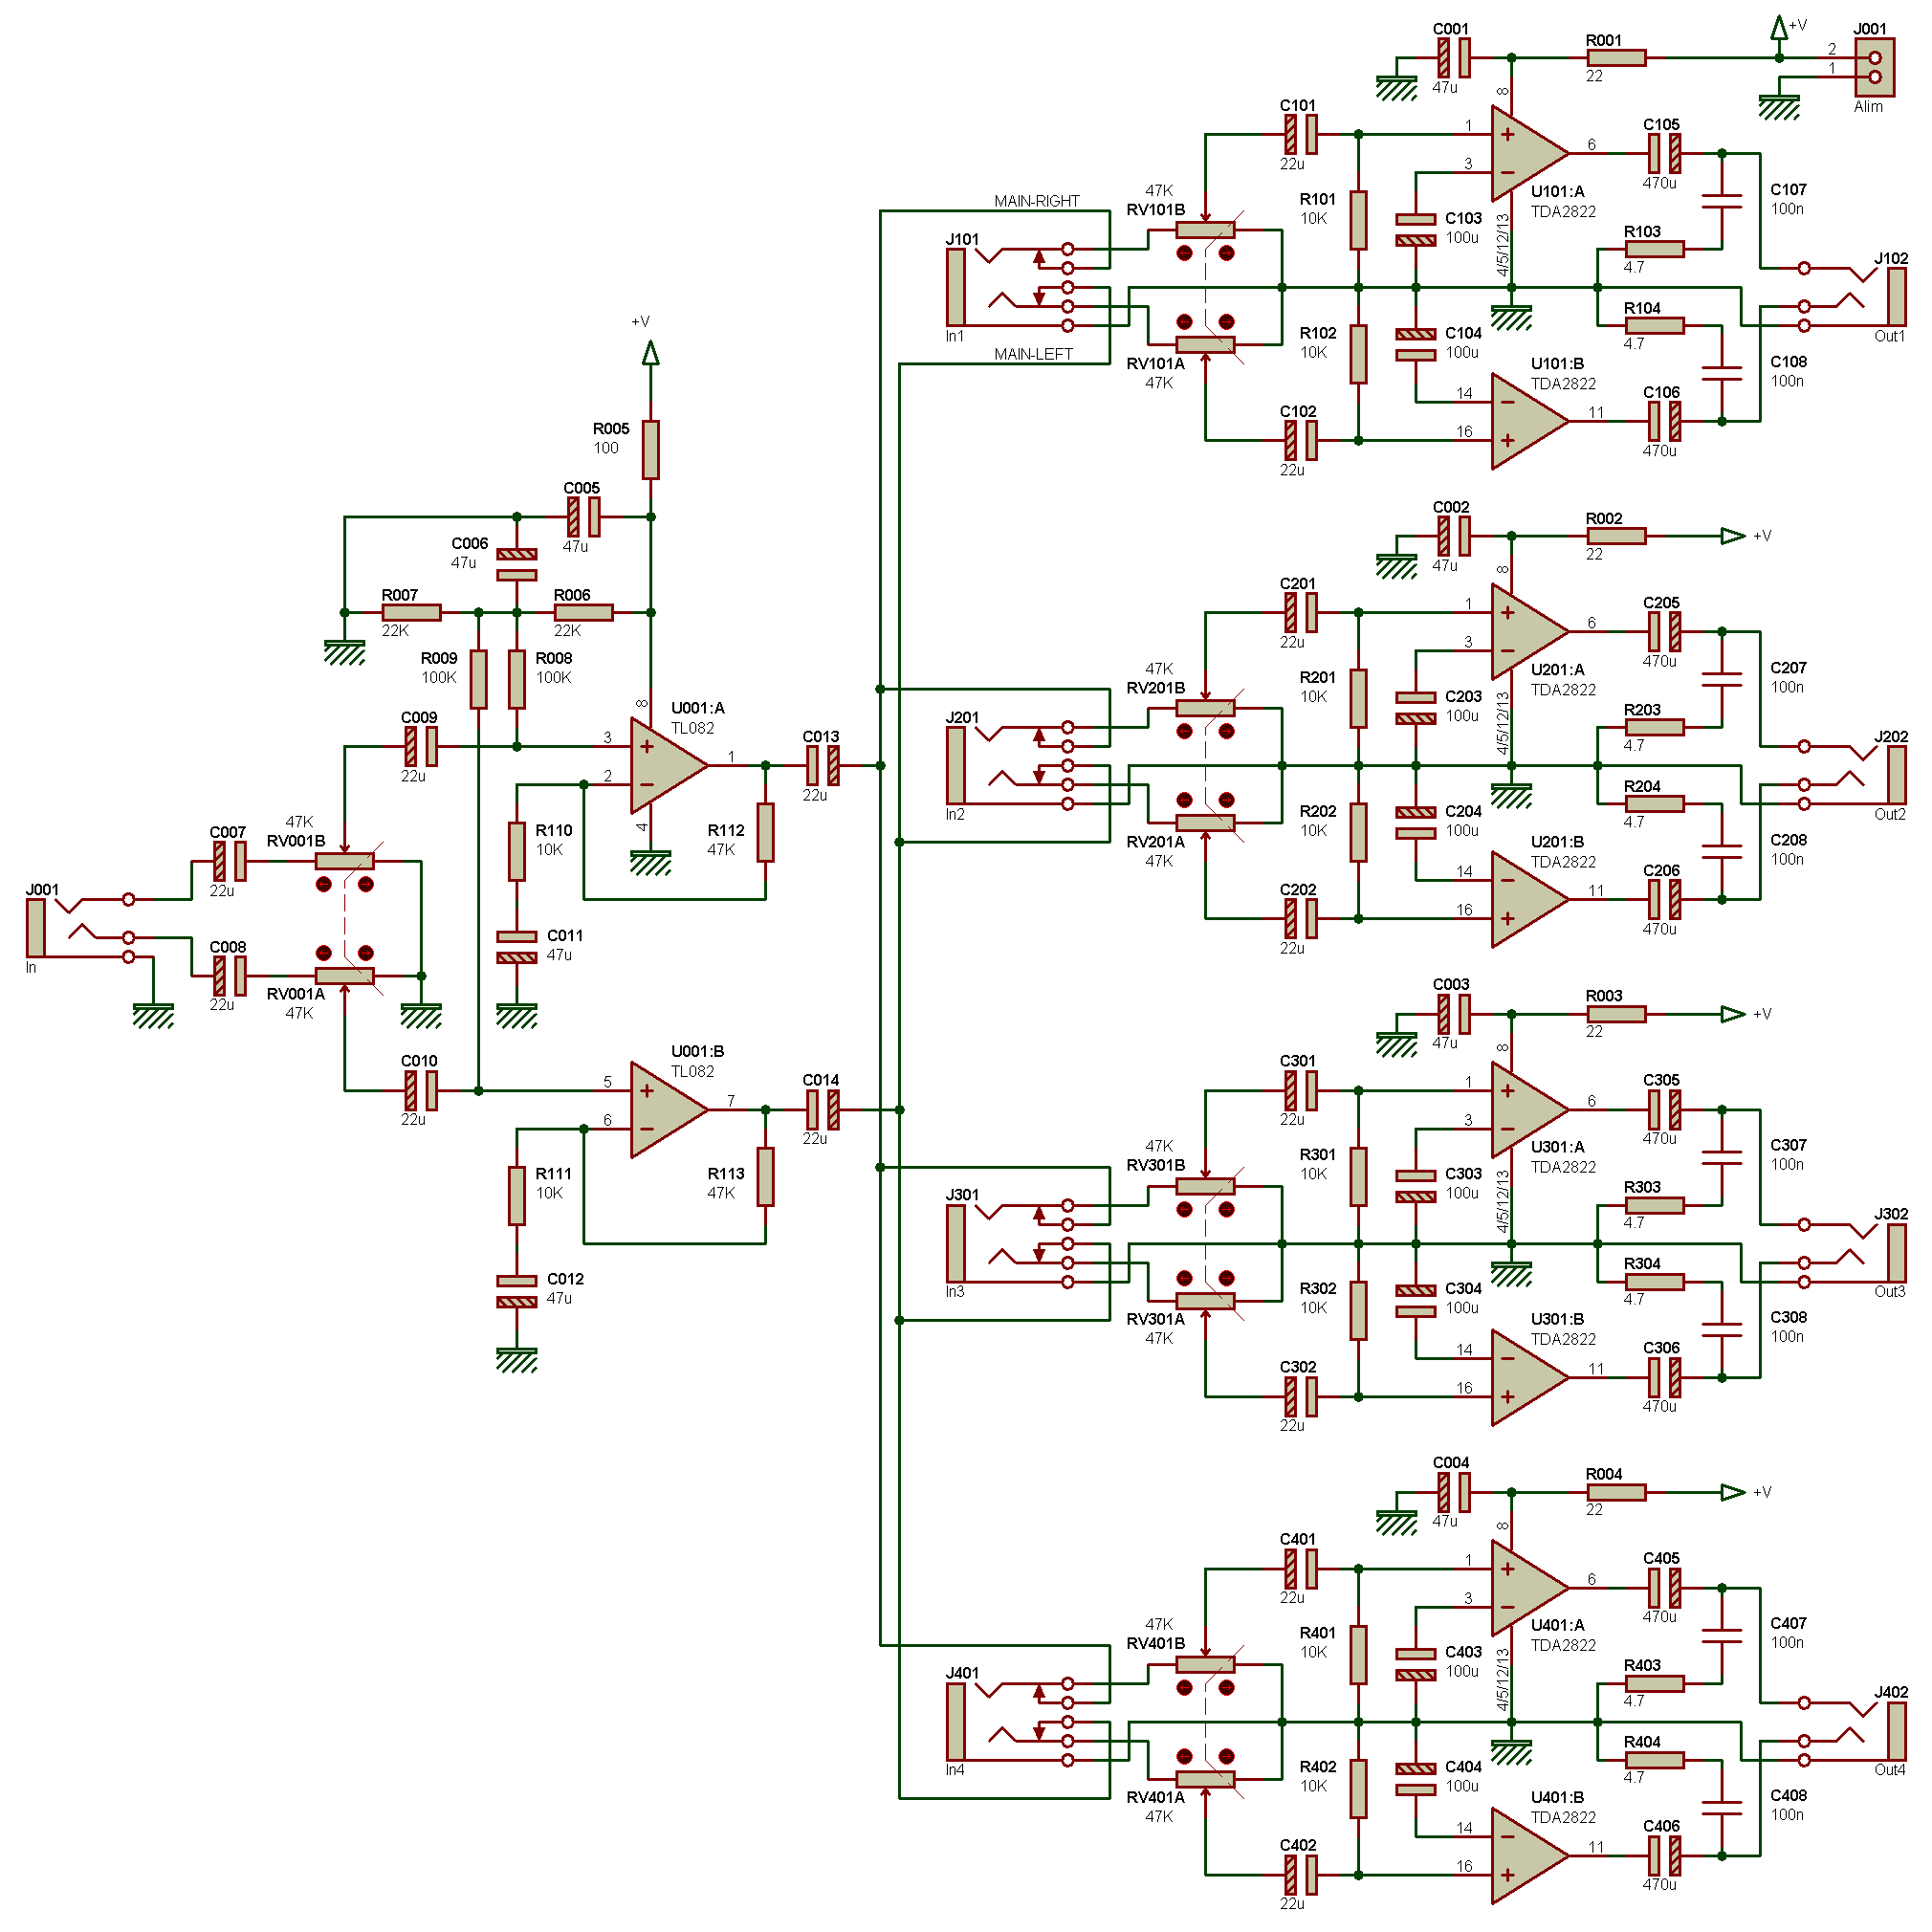 +V
J001
2
1
Alim
C001
47u
R001
22
8
C101
22u
1
3
6
U101:A
TDA2822
4/5/12/13
C105
470u
C107
100n
R101
10K
C103
100u
R103
4.7
MAIN-RIGHT
47K
RV101B
J101
In1
MAIN-LEFT
RV101A
47K
R102
10K
C104
100u
R104
4.7
J102
Out1
C108
100n
U101:B
TDA2822
14
16
11
C102
22u
C106
470u
+V
R005
100
C005
47u
C006
47u
R007
22K
R006
22K
R009
100K
R008
100K
C009
22u
U001:A
TL082
8
3
2
1
4
C013
22u
R110
10K
R112
47K
47K
RV001B
C007
22u
J001
In
C008
22u
RV001A
47K
C011
47u
C010
22u
U001:B
TL082
5
6
7
C014
22u
R111
10K
R113
47K
C012
47u
C002
47u
R002
22
+V
8
C201
22u
1
3
6
U201:A
TDA2822
4/5/12/13
C205
470u
C207
100n
R201
10K
C203
100u
R203
4.7
47K
RV201B
J201
In2
RV201A
47K
R202
10K
C204
100u
R204
4.7
J202
Out2
C208
100n
U201:B
TDA2822
14
16
11
C202
22u
C206
470u
C003
47u
R003
22
+V
8
C301
22u
1
3
6
U301:A
TDA2822
4/5/12/13
C305
470u
C307
100n
R301
10K
C303
100u
R303
4.7
47K
RV301B
J301
In3
RV301A
47K
R302
10K
C304
100u
R304
4.7
J302
Out3
C308
100n
U301:B
TDA2822
14
16
11
C302
22u
C306
470u
C004
47u
R004
22
+V
8
C401
22u
1
3
6
U401:A
TDA2822
4/5/12/13
C405
470u
C407
100n
R401
10K
C403
100u
R403
4.7
47K
RV401B
J401
In4
RV401A
47K
R402
10K
C404
100u
R404
4.7
J402
Out4
C408
100n
U401:B
TDA2822
14
16
11
C402
22u
C406
470u